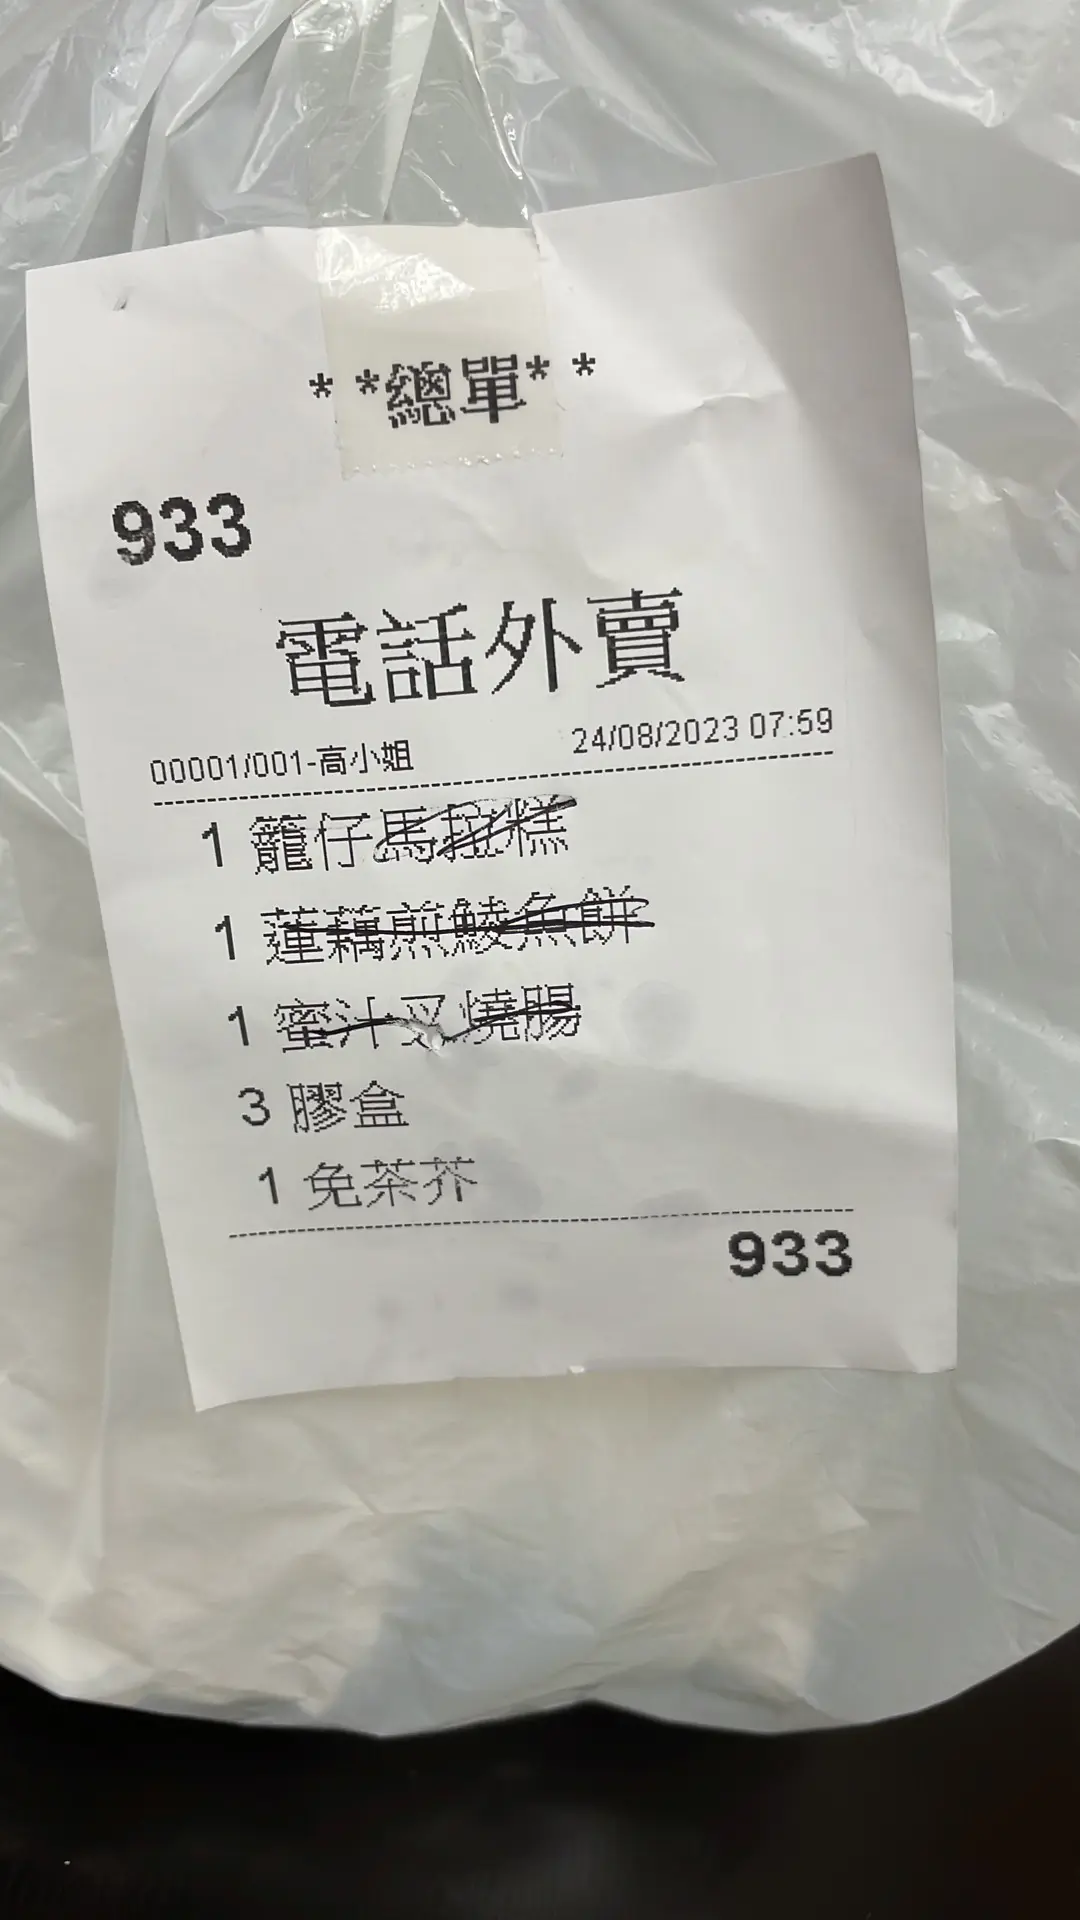 **總單**
933
電話外賣
00001/001-高小姐 24/08/2023 07:59
1 籠仔馬拉糕
1 蓮藕煎鯪魚餅
1 蜜汁叉燒腸
3 膠盒
1 免茶芥
933